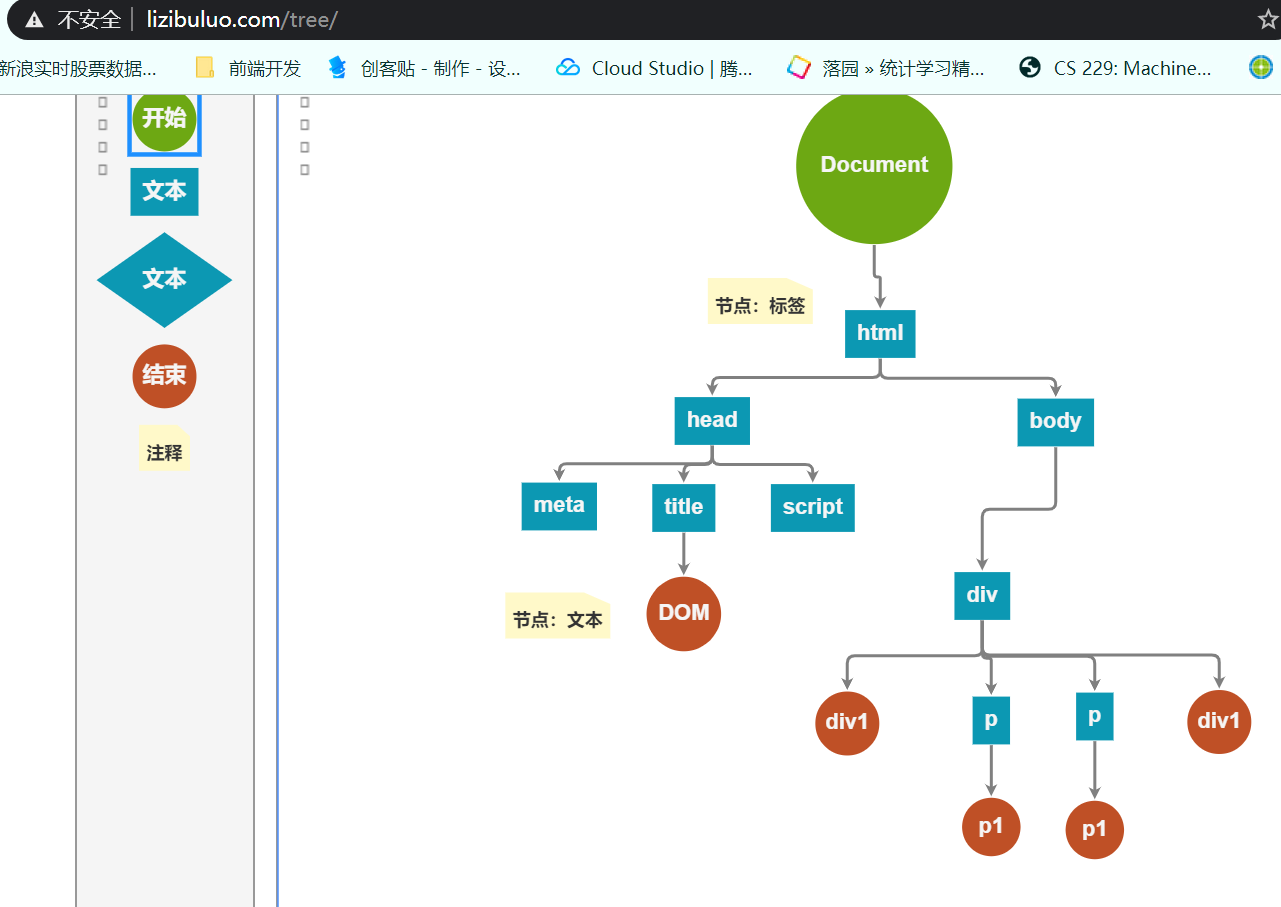 不安全 lizibuluo.com/tree/
新浪实时股票数据... 前端开发 创客贴 - 制作 - 设... Cloud Studio | 腾... 落园 » 统计学习精... CS 229: Machine...
开始
文本
文本
结束
注释
Document
节点：标签
html
head
body
meta
title
script
div
节点：文本
DOM
div1
p
p
div1
p1
p1